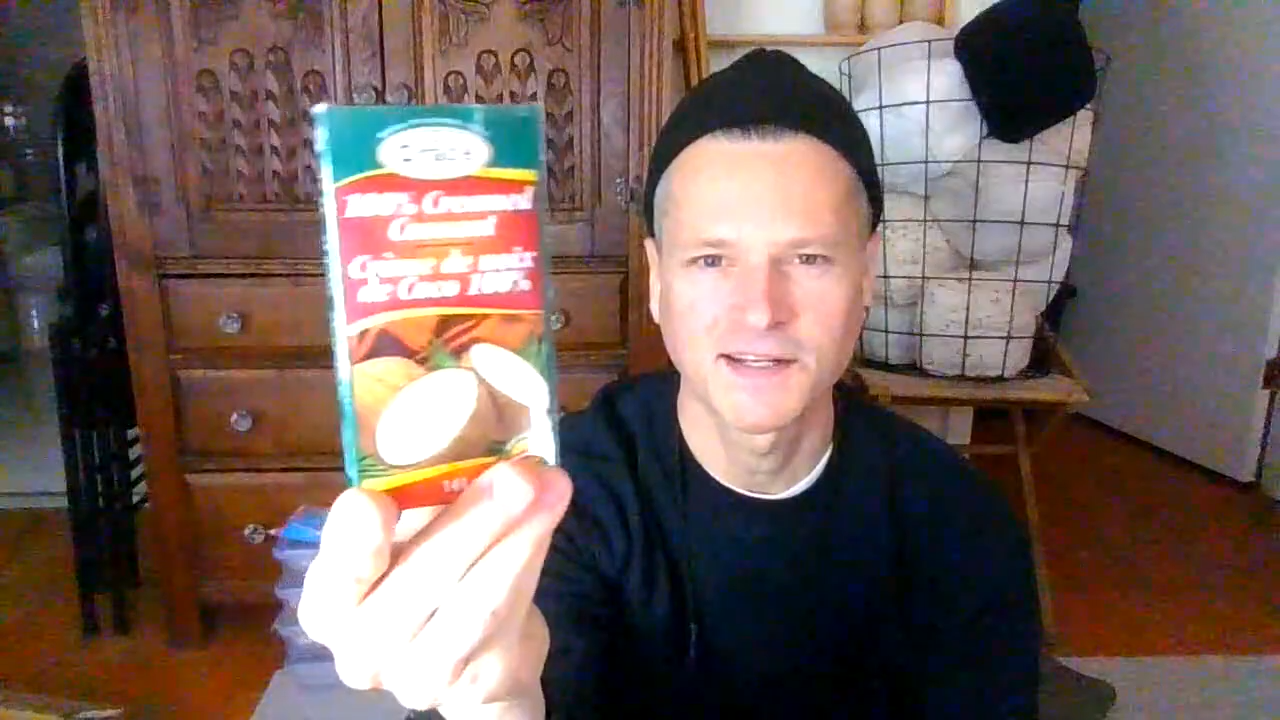 100% Creamed
Coconut
Crème de noix
de Coco 100%